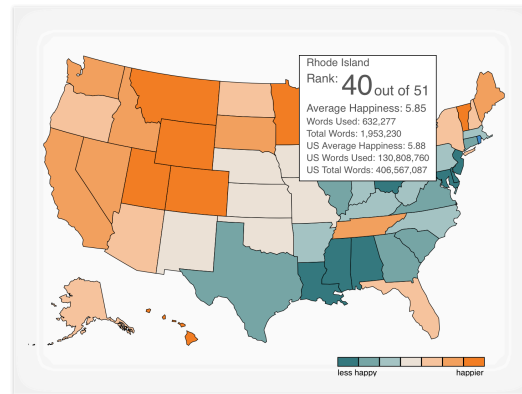 Rhode Island
Rank: 40 out of 51
Average Happiness: 5.85
Words Used: 632,277
Total Words: 1,953,230
US Average Happiness: 5.88
US Words Used: 130,808,760
US Total Words: 406,567,087
less happy
happier